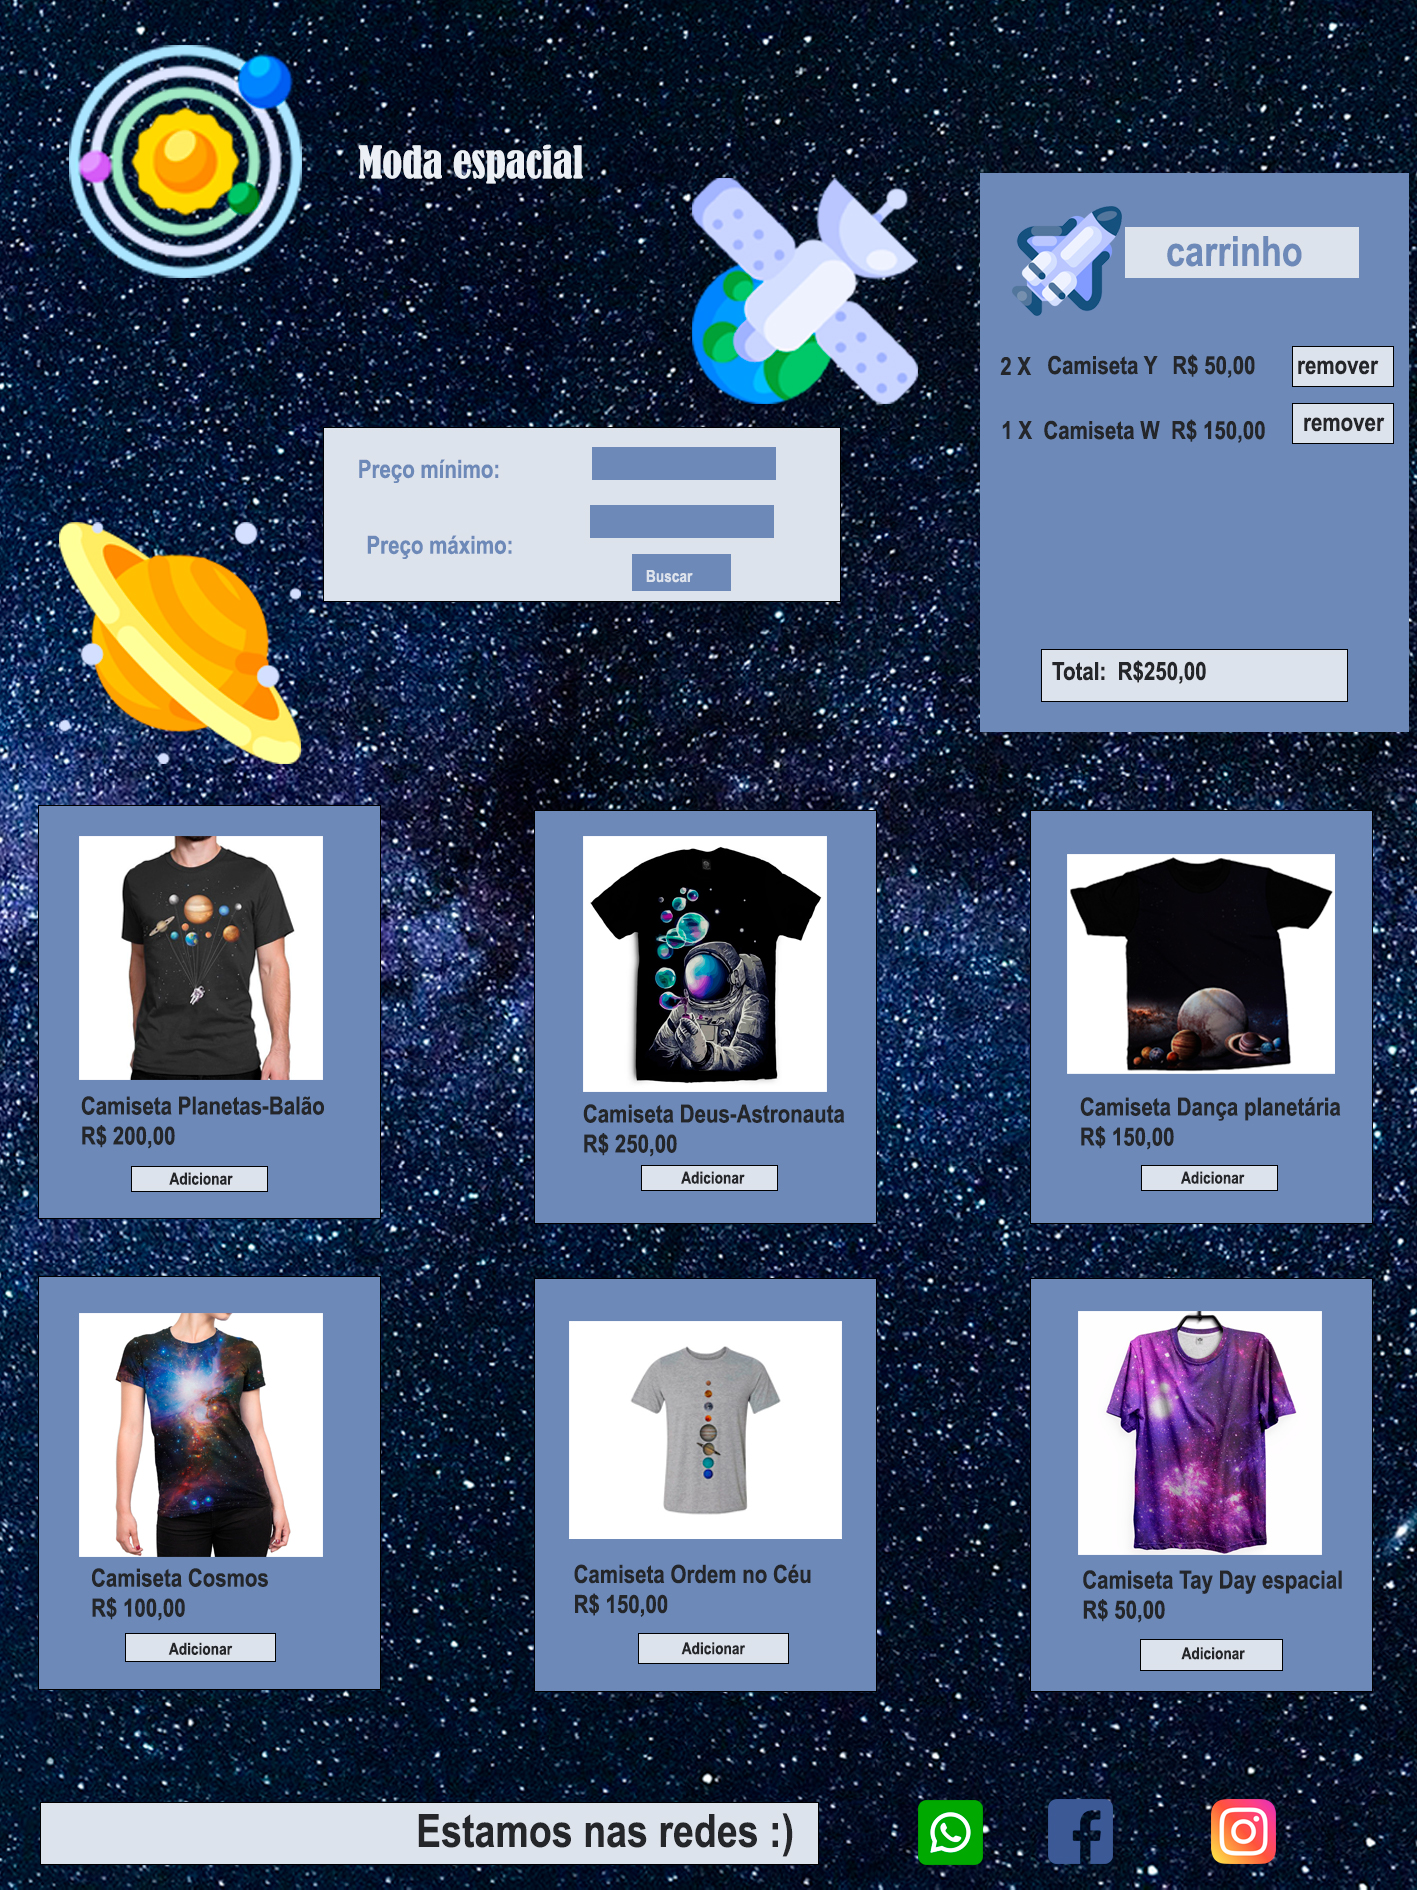 Moda espacial
carrinho
2 X Camiseta Y R$ 50,00 remover
1 X Camiseta W R$ 150,00 remover
Total: R$250,00
Preço mínimo:
Preço máximo:
Buscar
Camiseta Planetas-Balão
R$ 200,00
Adicionar
Camiseta Deus-Astronauta
R$ 250,00
Adicionar
Camiseta Dança planetária
R$ 150,00
Adicionar
Camiseta Cosmos
R$ 100,00
Adicionar
Camiseta Ordem no Céu
R$ 150,00
Adicionar
Camiseta Tay Day espacial
R$ 50,00
Adicionar
Estamos nas redes :)